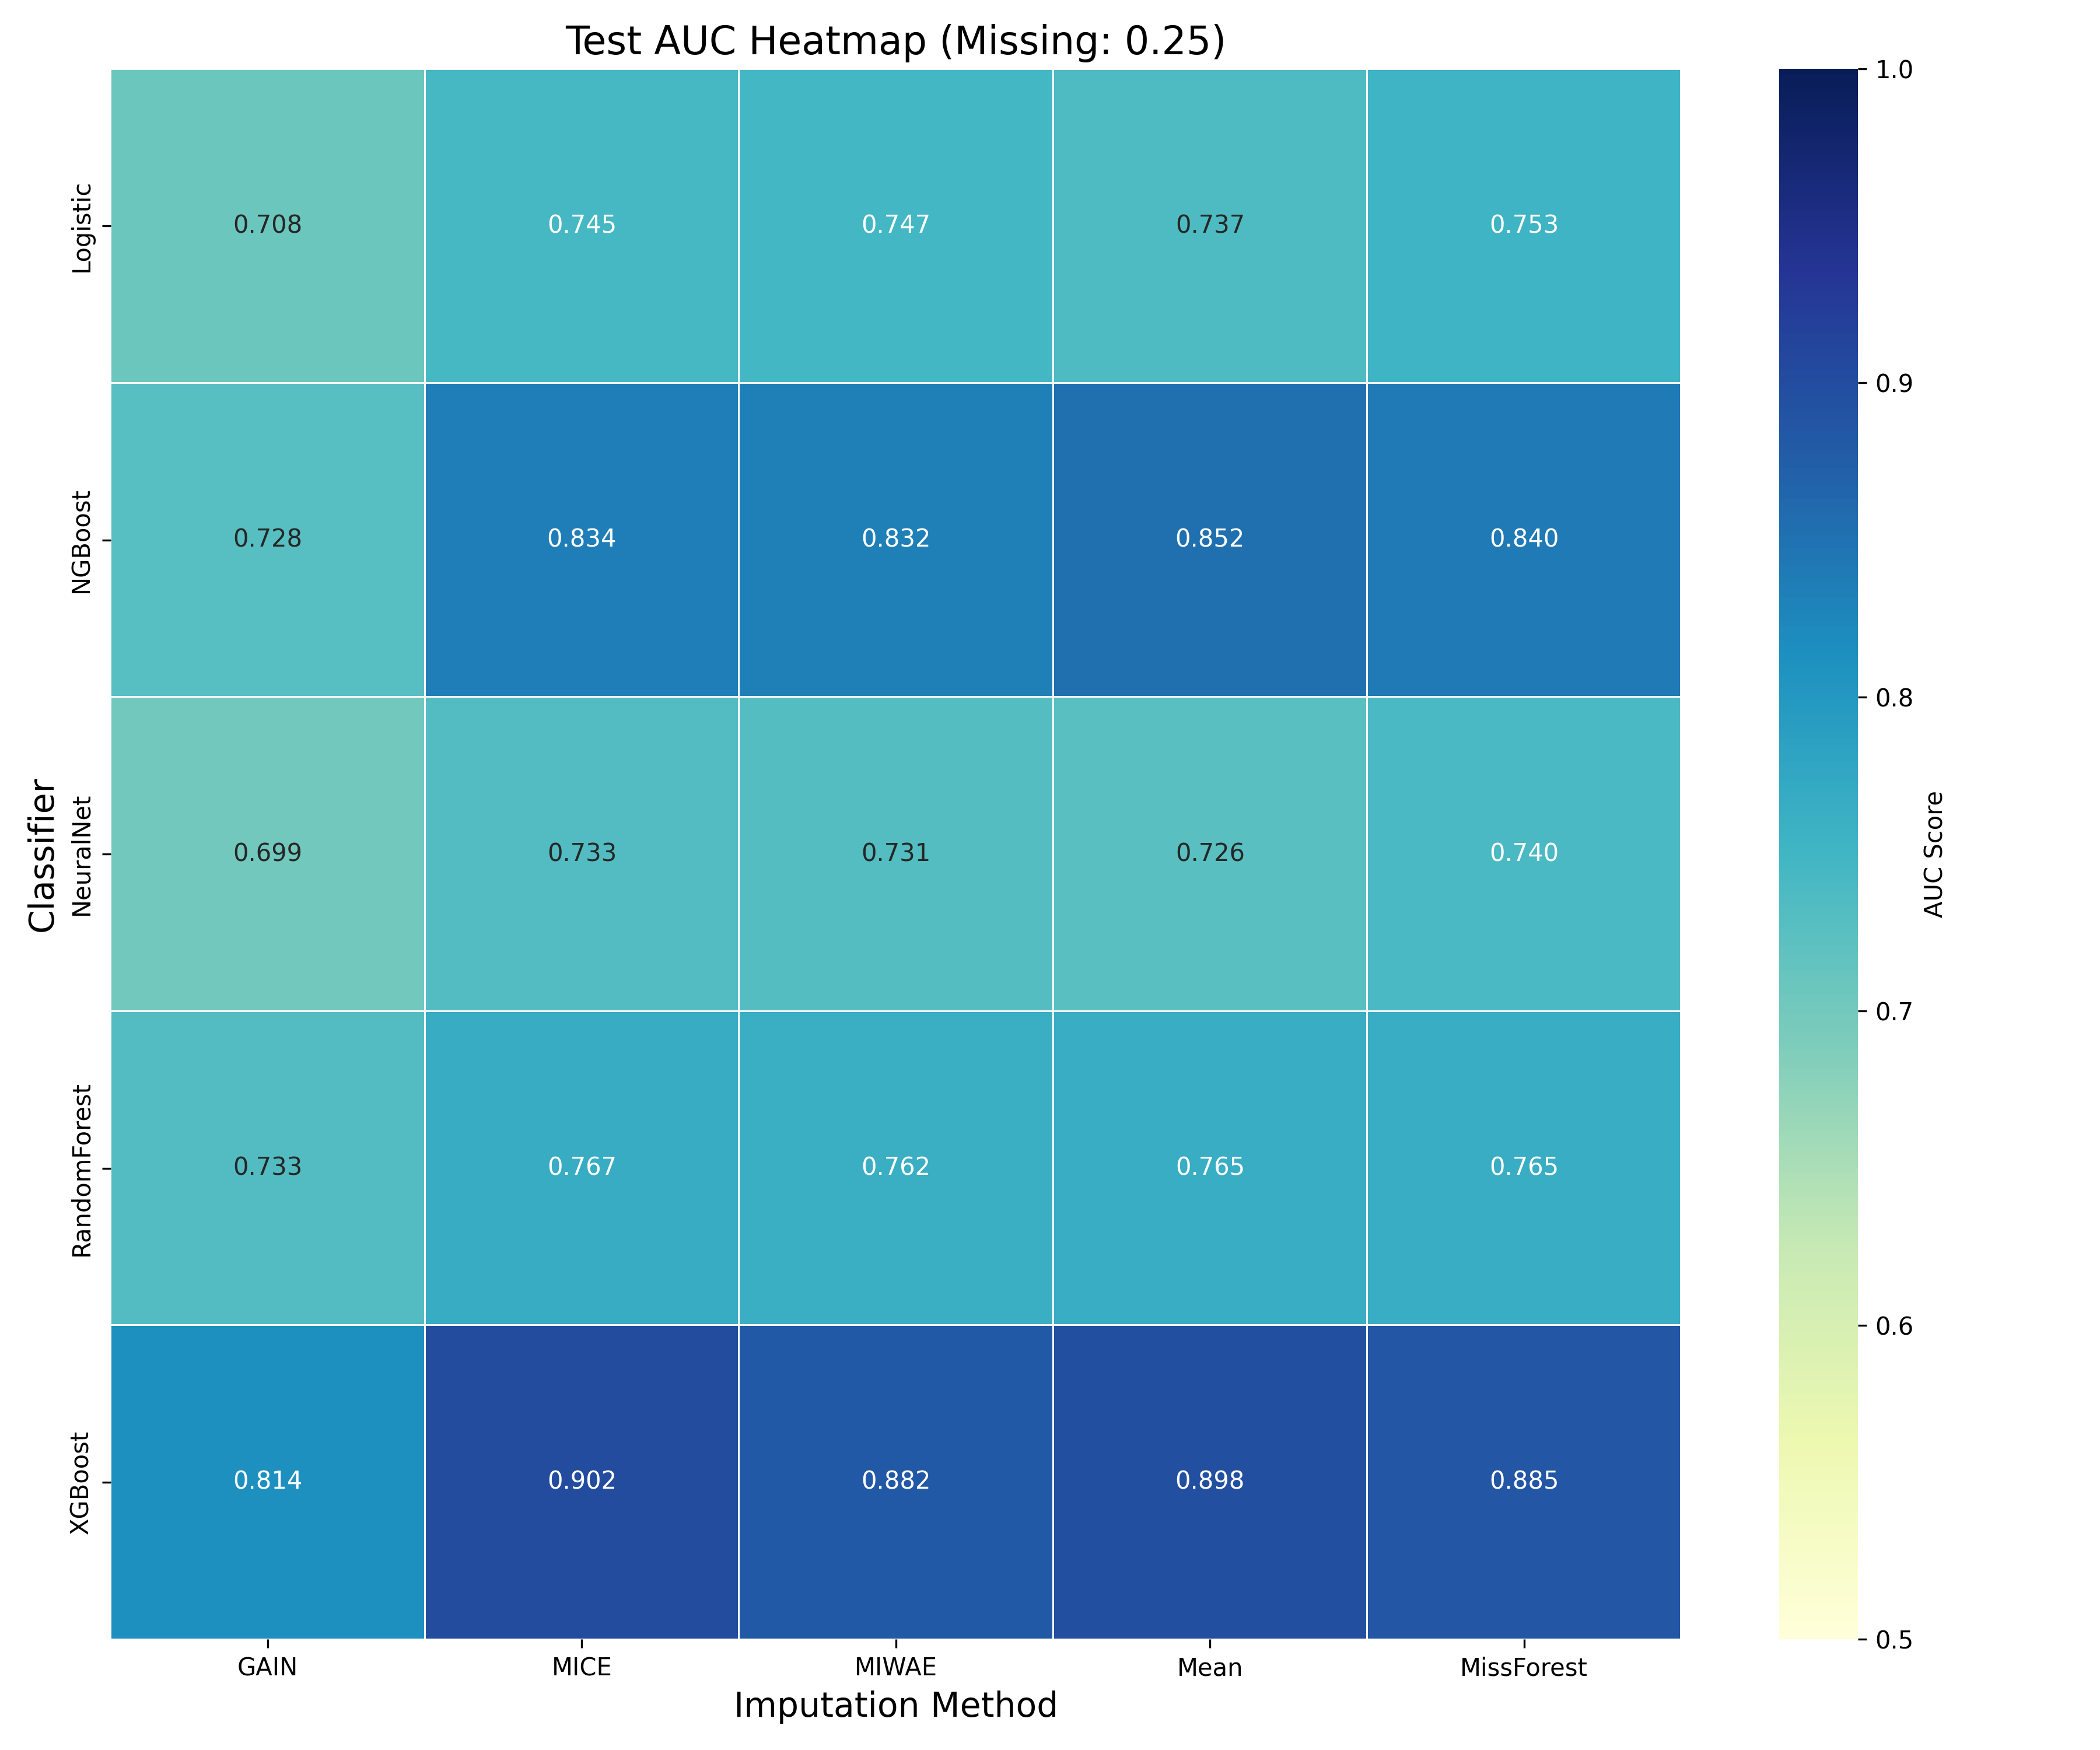 Test AUC Heatmap (Missing: 0.25)
Classifier
Logistic
0.708 0.745 0.747 0.737 0.753
NGBoost
0.728 0.834 0.832 0.852 0.840
NeuralNet
0.699 0.733 0.731 0.726 0.740
RandomForest
0.733 0.767 0.762 0.765 0.765
XGBoost
0.814 0.902 0.882 0.898 0.885
GAIN MICE MIWAE Mean MissForest
Imputation Method
1.0
0.9
0.8
0.7
0.6
0.5
AUC Score